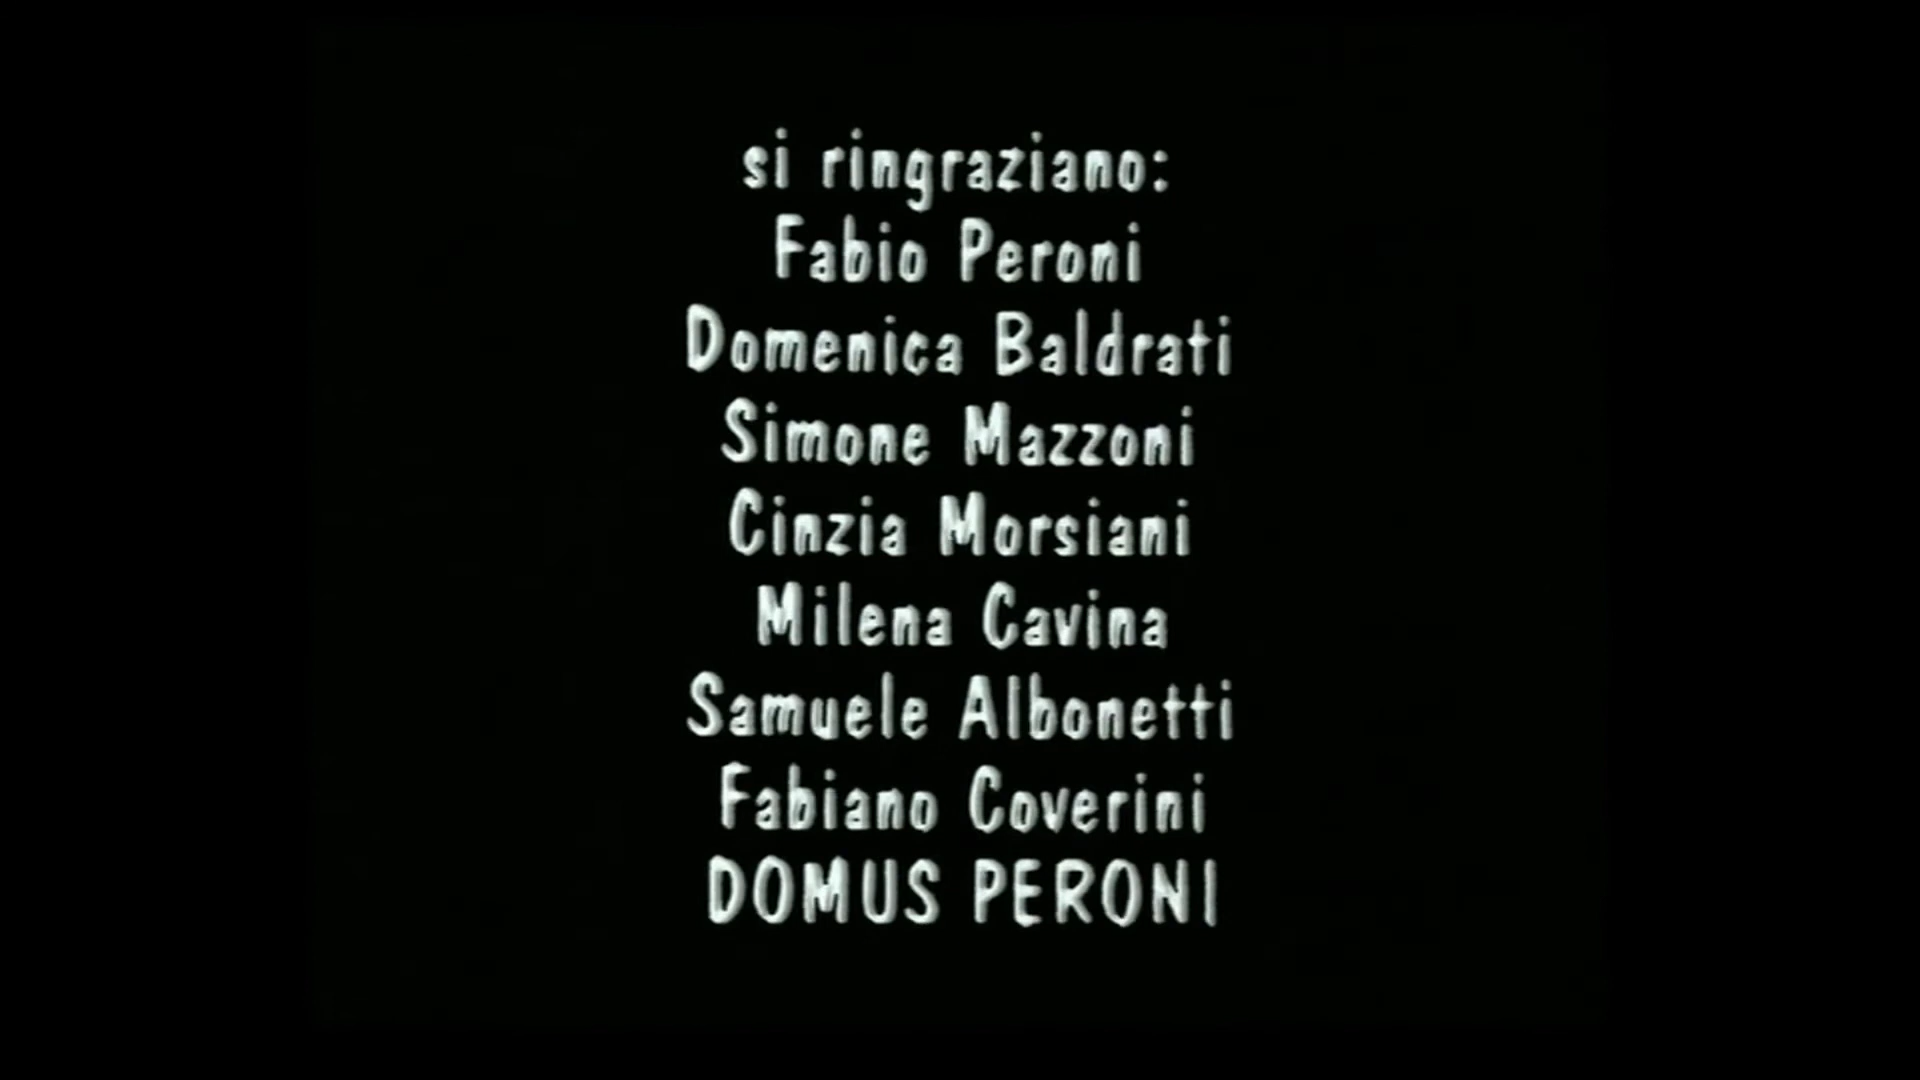 si ringraziano:
Fabio Peroni
Domenica Baldrati
Simone Mazzoni
Cinzia Morsiani
Milena Cavina
Samuele Albonetti
Fabiano Coverini
DOMUS PERONI